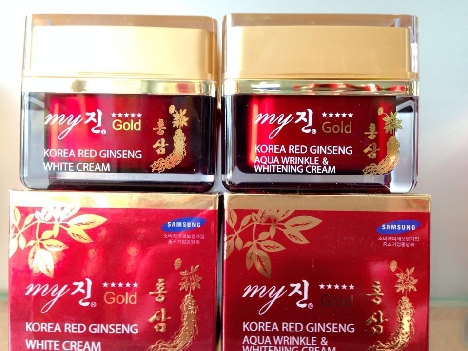 my진
★★★★★
Gold
홍삼
KOREA RED GINSENG
WHITE CREAM
my진
★★★★★
Gold
홍삼
KOREA RED GINSENG
AQUA WRINKLE &
WHITENING CREAM
SAMSUNG
my진
★★★★★
Gold
홍삼
KOREA RED GINSENG
WHITE CREAM
SAMSUNG
my진
★★★★★
Gold
홍삼
KOREA RED GINSENG
AQUA WRINKLE &
WHITENING CREAM